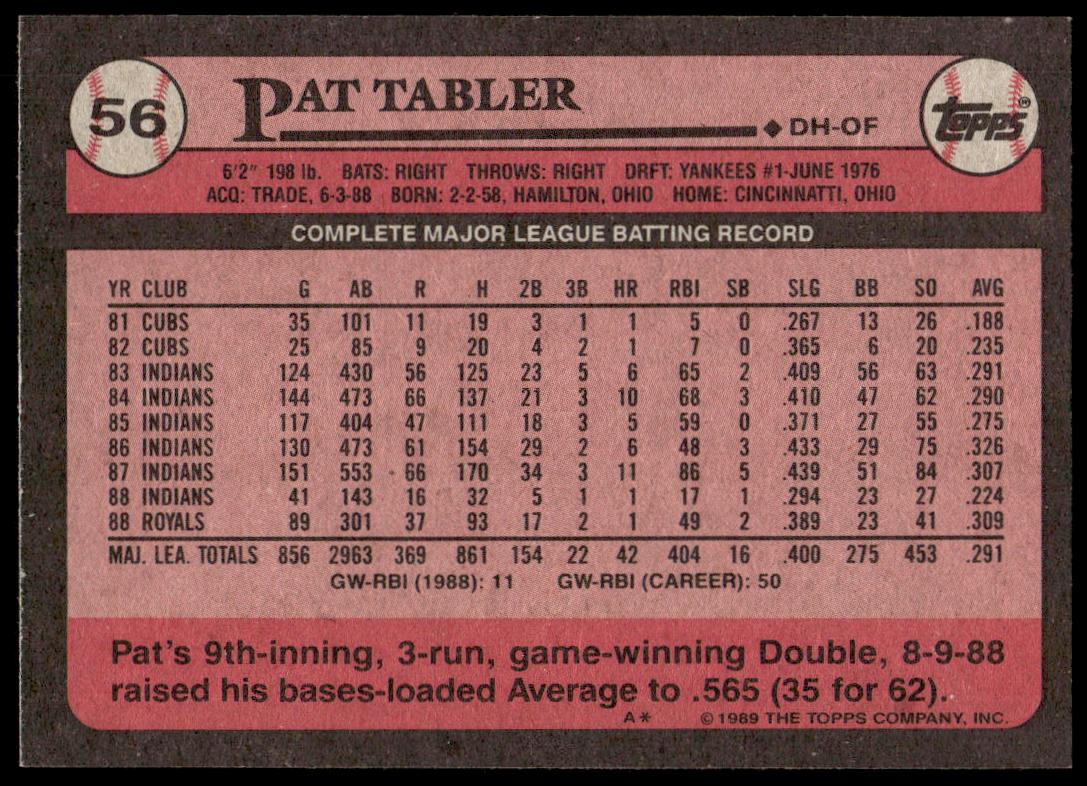 56
PAT TABLER
DH-OF
TOPPS®
6'2" 198 lb. BATS: RIGHT THROWS: RIGHT DRFT: YANKEES #1-JUNE 1976
ACQ: TRADE, 6-3-88 BORN: 2-2-58, HAMILTON, OHIO HOME: CINCINNATTI, OHIO
COMPLETE MAJOR LEAGUE BATTING RECORD
YR CLUB G AB R H 2B 3B HR RBI SB SLG BB SO AVG
81 CUBS 35 101 11 19 3 1 1 5 0 .267 13 26 .188
82 CUBS 25 85 9 20 4 2 1 7 0 .365 6 20 .235
83 INDIANS 124 430 56 125 23 5 6 65 2 .409 56 63 .291
84 INDIANS 144 473 66 137 21 3 10 68 3 .410 47 62 .290
85 INDIANS 117 404 47 111 18 3 5 59 0 .371 27 55 .275
86 INDIANS 130 473 61 154 29 2 6 48 3 .433 29 75 .326
87 INDIANS 151 553 66 170 34 3 11 86 5 .439 51 84 .307
88 INDIANS 41 143 16 32 5 1 1 17 1 .294 23 27 .224
88 ROYALS 89 301 37 93 17 2 1 49 2 .389 23 41 .309
MAJ. LEA. TOTALS 856 2963 369 861 154 22 42 404 16 .400 275 453 .291
GW-RBI (1988): 11 GW-RBI (CAREER): 50
Pat's 9th-inning, 3-run, game-winning Double, 8-9-88
raised his bases-loaded Average to .565 (35 for 62).
A* ©1989 THE TOPPS COMPANY, INC.